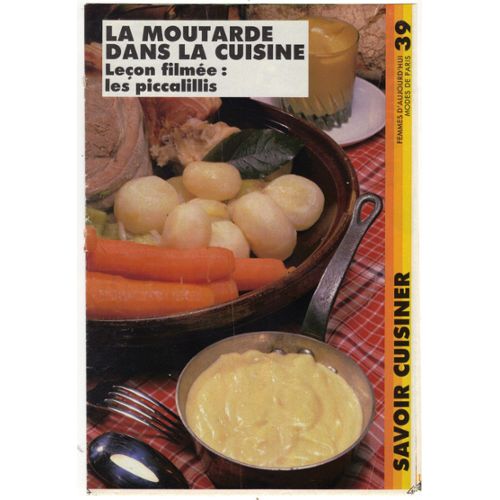 LA MOUTARDE
DANS LA CUISINE
Leçon filmée :
les piccalillis
FEMMES D'AUJOURD'HUI
MODES DE PARIS
39
SAVOIR CUISINER